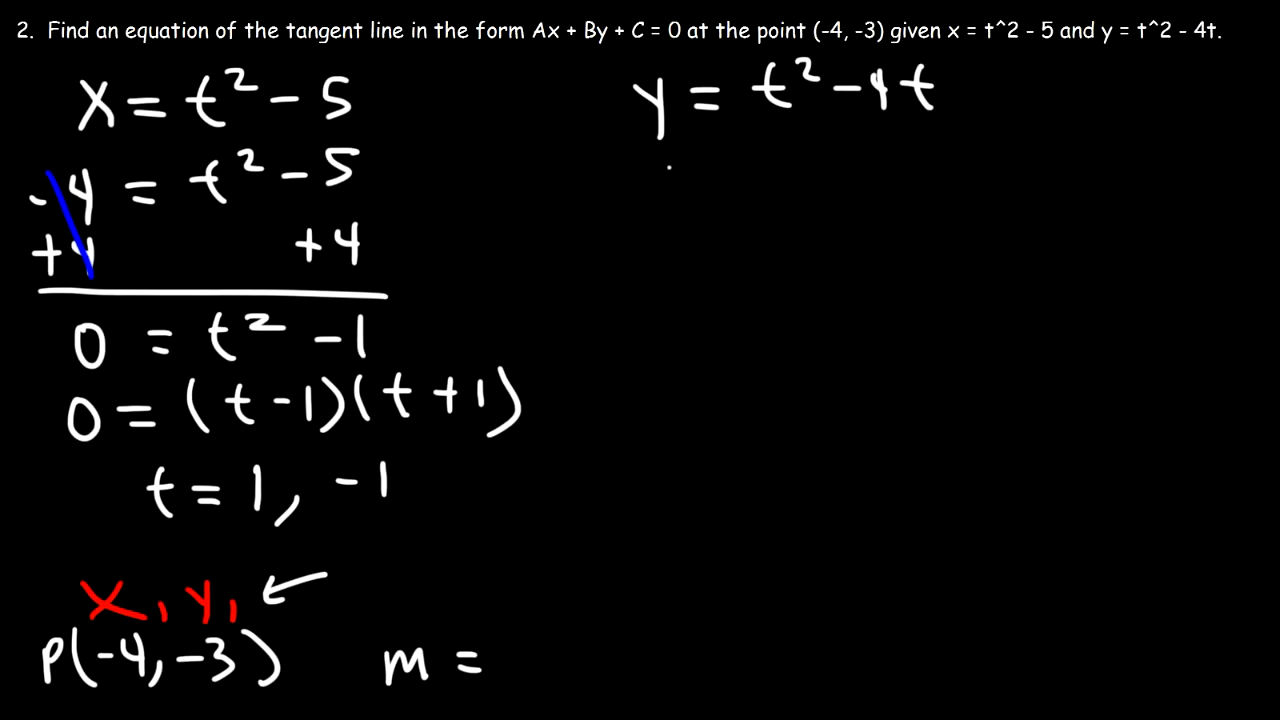 2. Find an equation of the tangent line in the form Ax + By + C = 0 at the point (-4, -3) given x = t^2 - 5 and y = t^2 - 4t.
x = t² - 5
y = t² - 4t
-4 = t² - 5
+4 +4
0 = t² - 1
0 = (t - 1)(t + 1)
t = 1, -1
x₁ y₁
P(-4, -3) m =